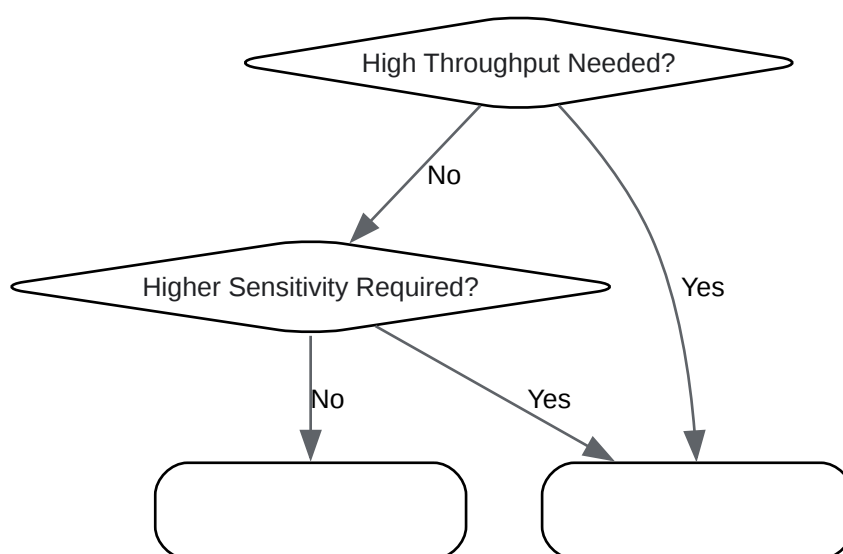 High Throughput Needed?
No
Higher Sensitivity Required?
Yes
No
Yes